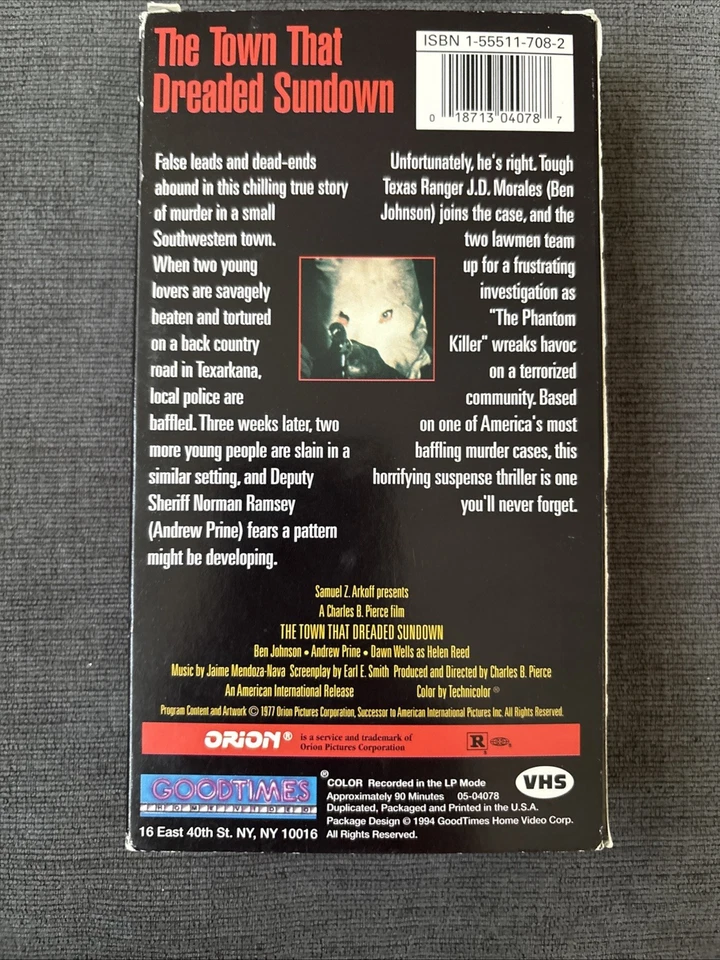 The Town That
Dreaded Sundown
ISBN 1-55511-708-2
0 18713 04078 7
False leads and dead-ends
abound in this chilling true story
of murder in a small
Southwestern town.
When two young
lovers are savagely
beaten and tortured
on a back country
road in Texarkana,
local police are
baffled. Three weeks later, two
more young people are slain in a
similar setting, and Deputy
Sheriff Norman Ramsey
(Andrew Prine) fears a pattern
might be developing.
Unfortunately, he's right. Tough
Texas Ranger J.D. Morales (Ben
Johnson) joins the case, and the
two lawmen team
up for a frustrating
investigation as
"The Phantom
Killer" wreaks havoc
on a terrorized
community. Based
on one of America's most
baffling murder cases, this
horrifying suspense thriller is one
you'll never forget.
Samuel Z. Arkoff presents
A Charles B. Pierce film
THE TOWN THAT DREADED SUNDOWN
Ben Johnson • Andrew Prine • Dawn Wells as Helen Reed
Music by Jaime Mendoza-Nava Screenplay by Earl E. Smith Produced and Directed by Charles B. Pierce
An American International Release Color by Technicolor ®
Program Content and Artwork © 1977 Orion Pictures Corporation, Successor to American International Pictures Inc. All Rights Reserved.
ORION® is a service and trademark of
Orion Pictures Corporation
R
GOODTIMES ®
HOME VIDEO
16 East 40th St. NY, NY 10016
COLOR Recorded in the LP Mode
Approximately 90 Minutes 05-04078
Duplicated, Packaged and Printed in the U.S.A.
Package Design © 1994 GoodTimes Home Video Corp.
All Rights Reserved.
VHS